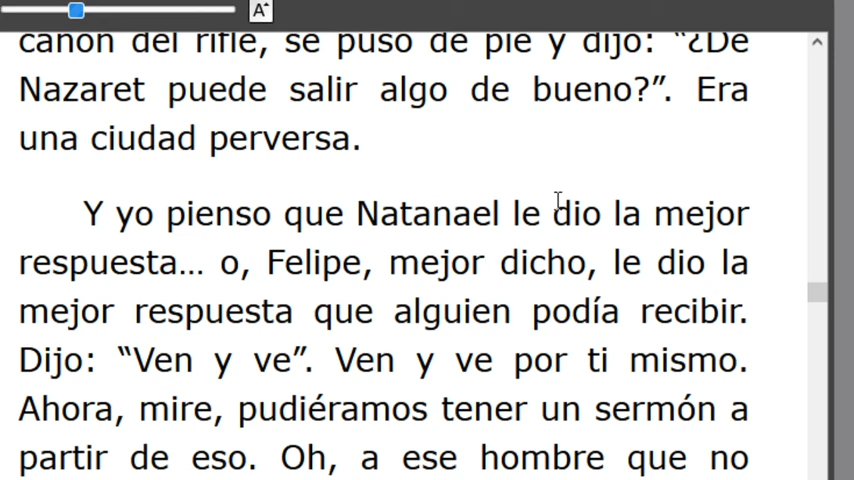 A
cañón del rifle, se puso de pie y dijo: “¿De
Nazaret puede salir algo de bueno?”. Era
una ciudad perversa.
Y yo pienso que Natanael le dio la mejor
respuesta... o, Felipe, mejor dicho, le dio la
mejor respuesta que alguien podía recibir.
Dijo: “Ven y ve”. Ven y ve por ti mismo.
Ahora, mire, pudiéramos tener un sermón a
partir de eso. Oh, a ese hombre que no